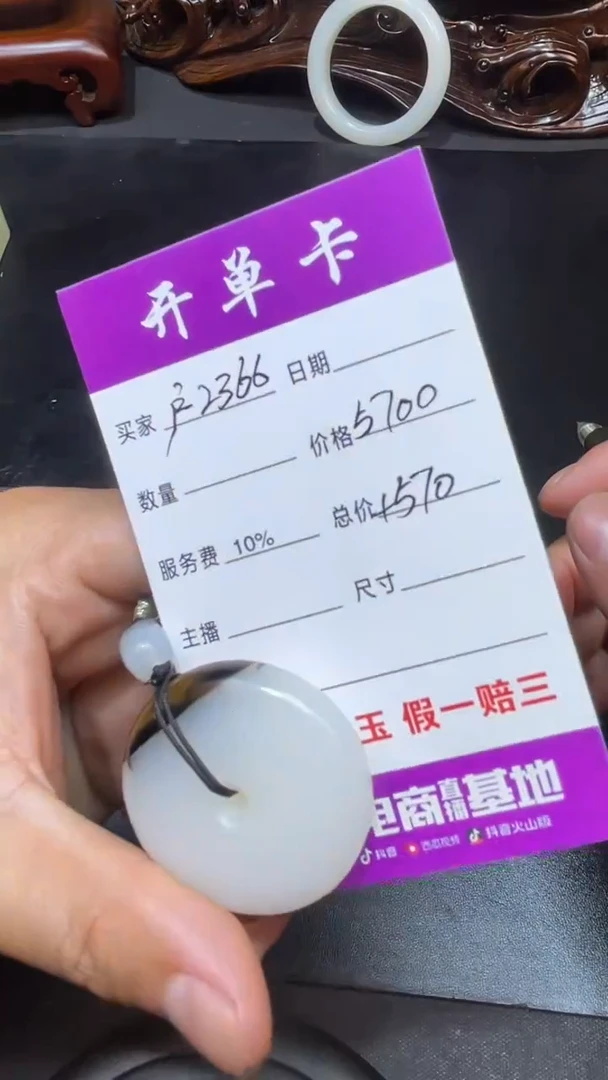 开单卡
买家 户2366 日期
数量 价格 5700
服务费 10% 总价 +570
主播 尺寸
玉 假一赔三
电商直播基地
抖音 西瓜视频 抖音火山版